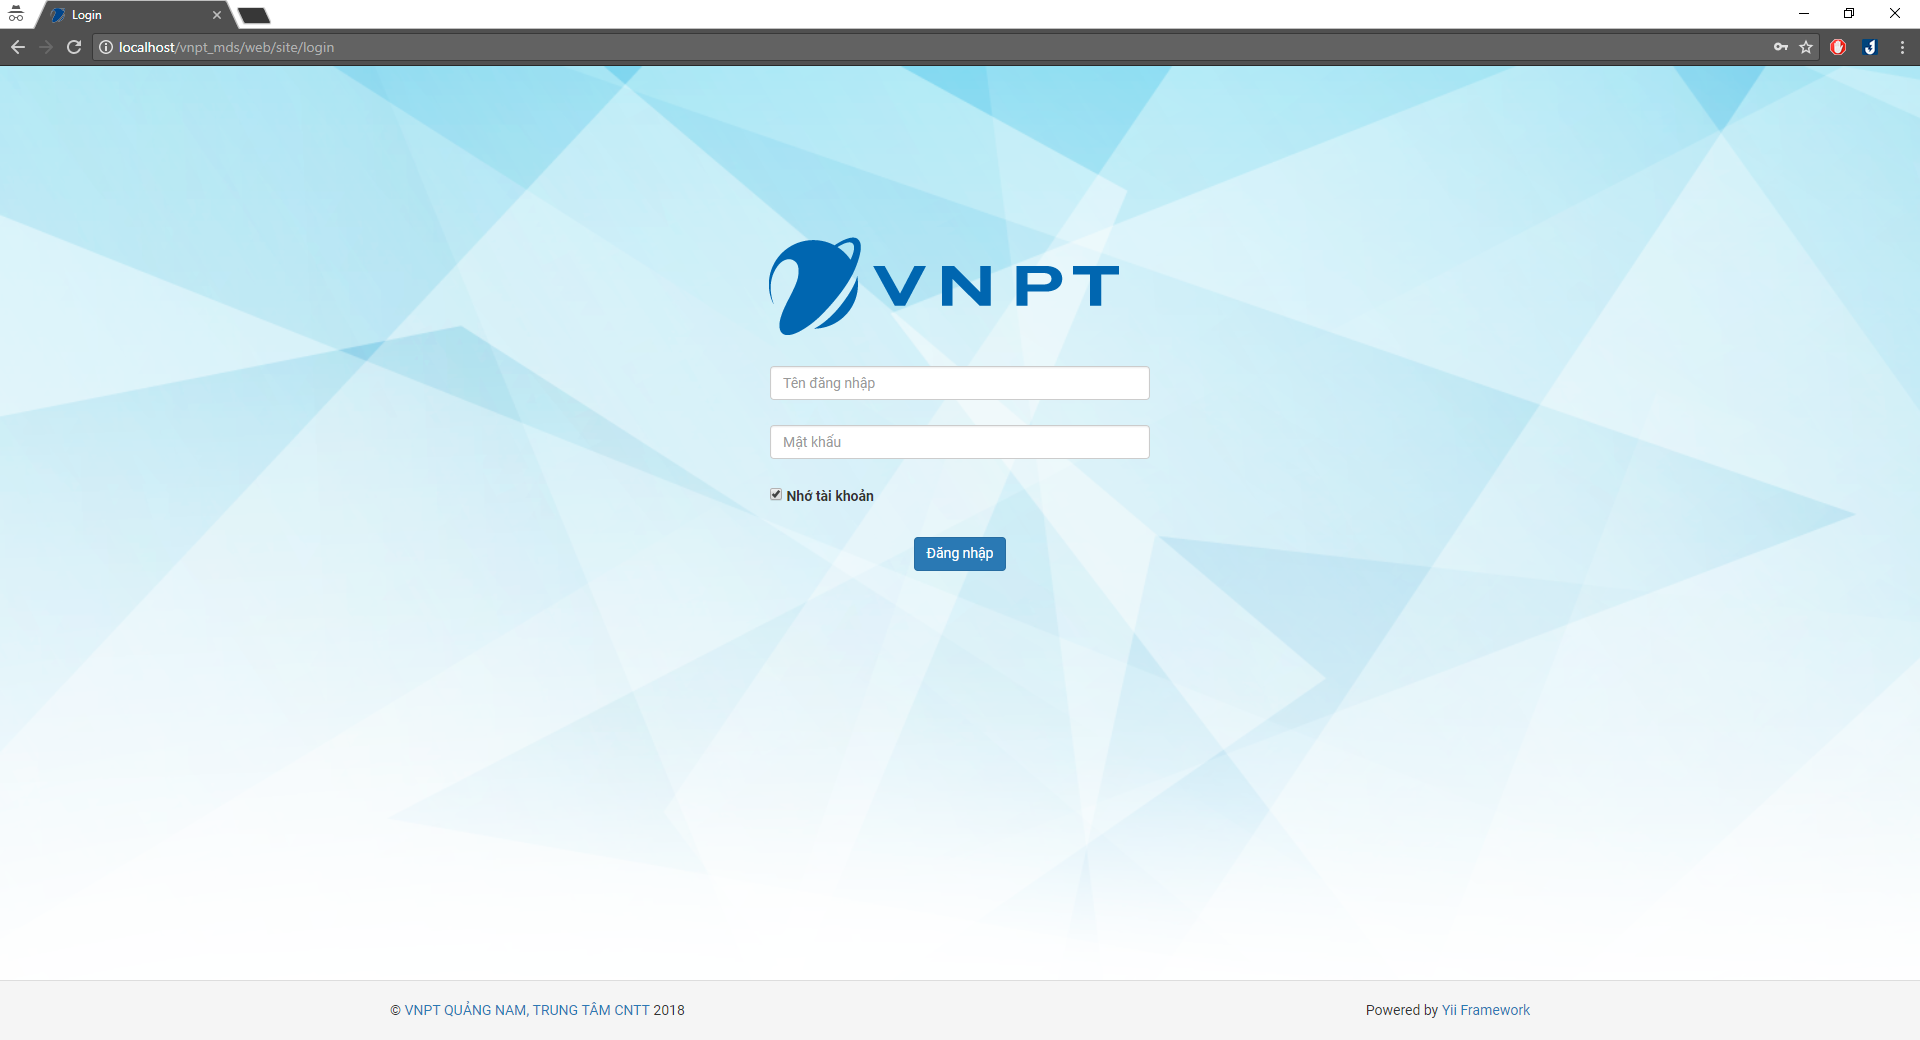 Login
localhost/vnpt_mds/web/site/login
VNPT
Tên đăng nhập
Mật khẩu
Nhớ tài khoản
Đăng nhập
© VNPT QUẢNG NAM, TRUNG TÂM CNTT 2018
Powered by Yii Framework